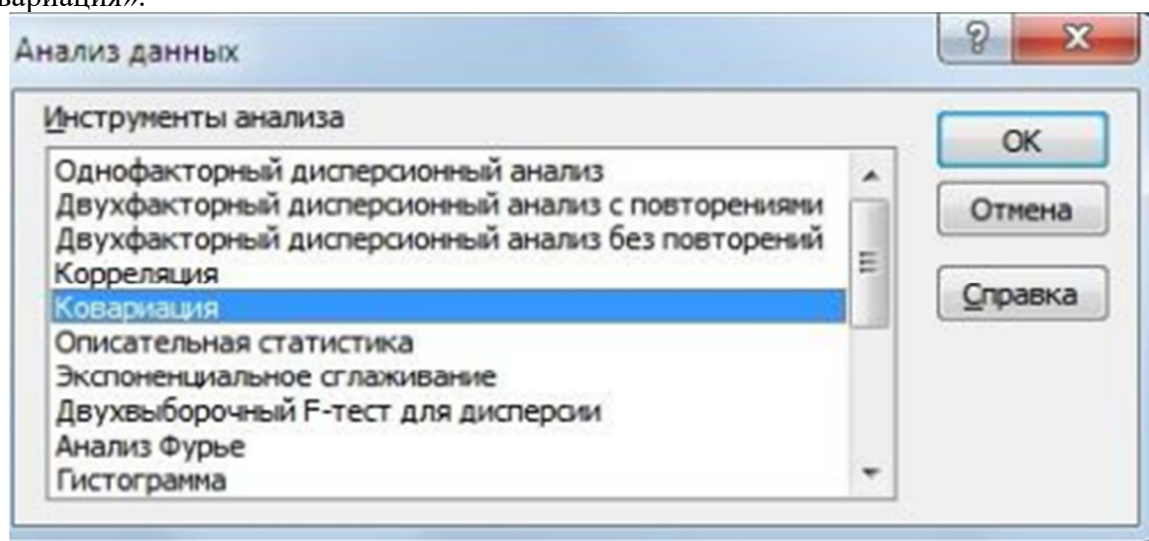 вариация».
Анализ данных
?
X
Инструменты анализа
Однофакторный дисперсионный анализ
Двухфакторный дисперсионный анализ с повторениями
Двухфакторный дисперсионный анализ без повторений
Корреляция
Ковариация
Описательная статистика
Экспоненциальное сглаживание
Двухвыборочный F-тест для дисперсии
Анализ Фурье
Гистограмма
ОК
Отмена
Справка